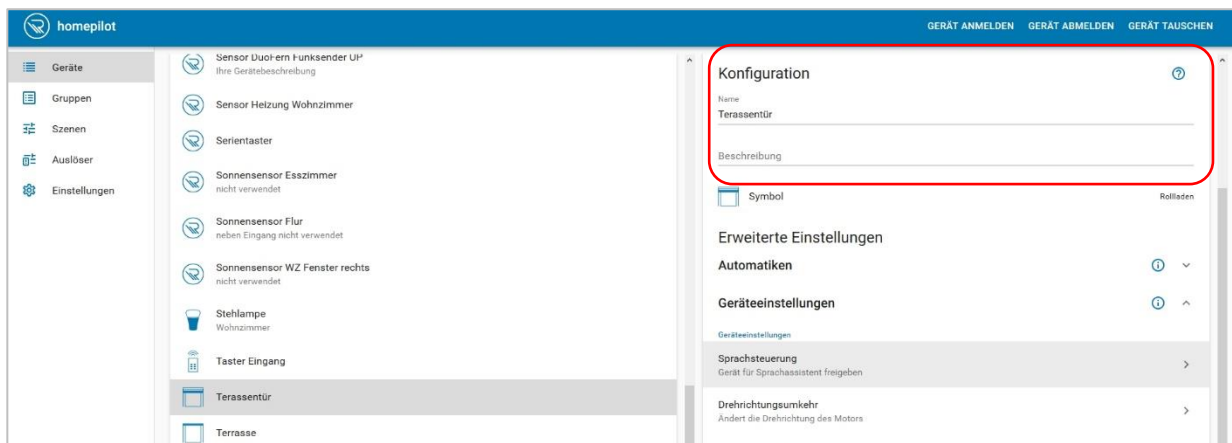 homepilot
GERÄT ANMELDEN GERÄT ABMELDEN GERÄT TAUSCHEN
Geräte
Gruppen
Szenen
Auslöser
Einstellungen
Sensor DuoFern Funksender UP
Ihre Gerätebeschreibung
Sensor Heizung Wohnzimmer
Serientaster
Sonnensensor Esszimmer
nicht verwendet
Sonnensensor Flur
neben Eingang nicht verwendet
Sonnensensor WZ Fenster rechts
nicht verwendet
Stehlampe
Wohnzimmer
Taster Eingang
Terassentür
Terrasse
Konfiguration
Name
Terassentür
Beschreibung
Symbol Rollladen
Erweiterte Einstellungen
Automatiken
Geräteeinstellungen
Geräteeinstellungen
Sprachsteuerung
Gerät für Sprachassistent freigeben
Drehrichtungsumkehr
Ändert die Drehrichtung des Motors